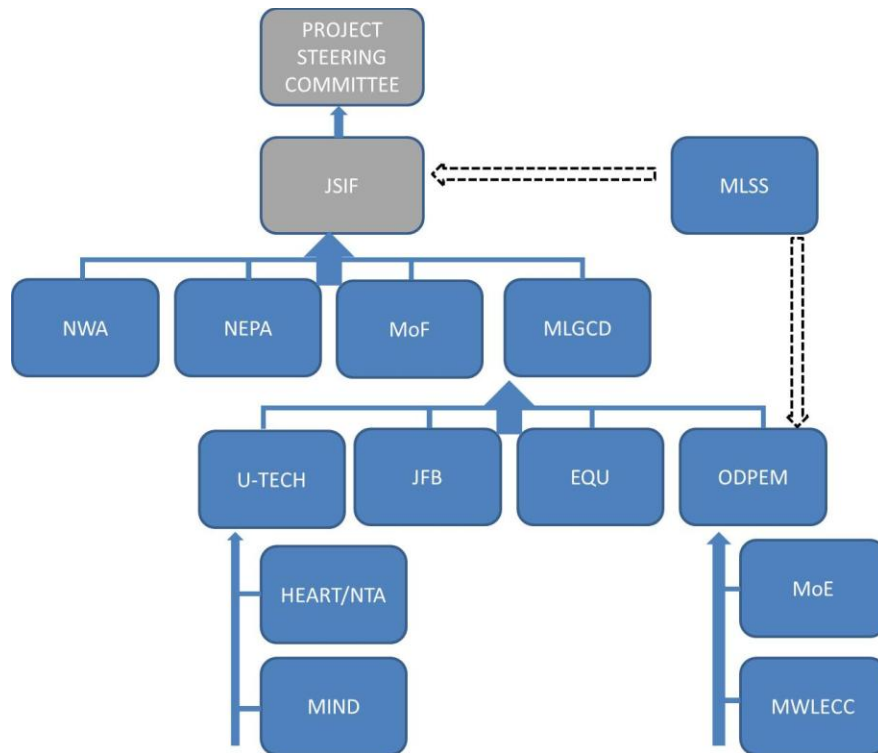 PROJECT
STEERING
COMMITTEE
JSIF
MLSS
NWA
NEPA
MoF
MLGCD
U-TECH
JFB
EQU
ODPEM
HEART/NTA
MoE
MIND
MWLECC